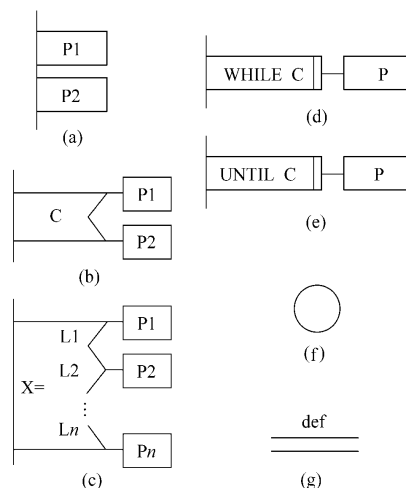 P1
P2
(a)
C
P1
P2
(b)
X=
L1
L2
⋮
Ln
P1
P2
Pn
(c)
WHILE C
P
(d)
UNTIL C
P
(e)
(f)
def
(g)